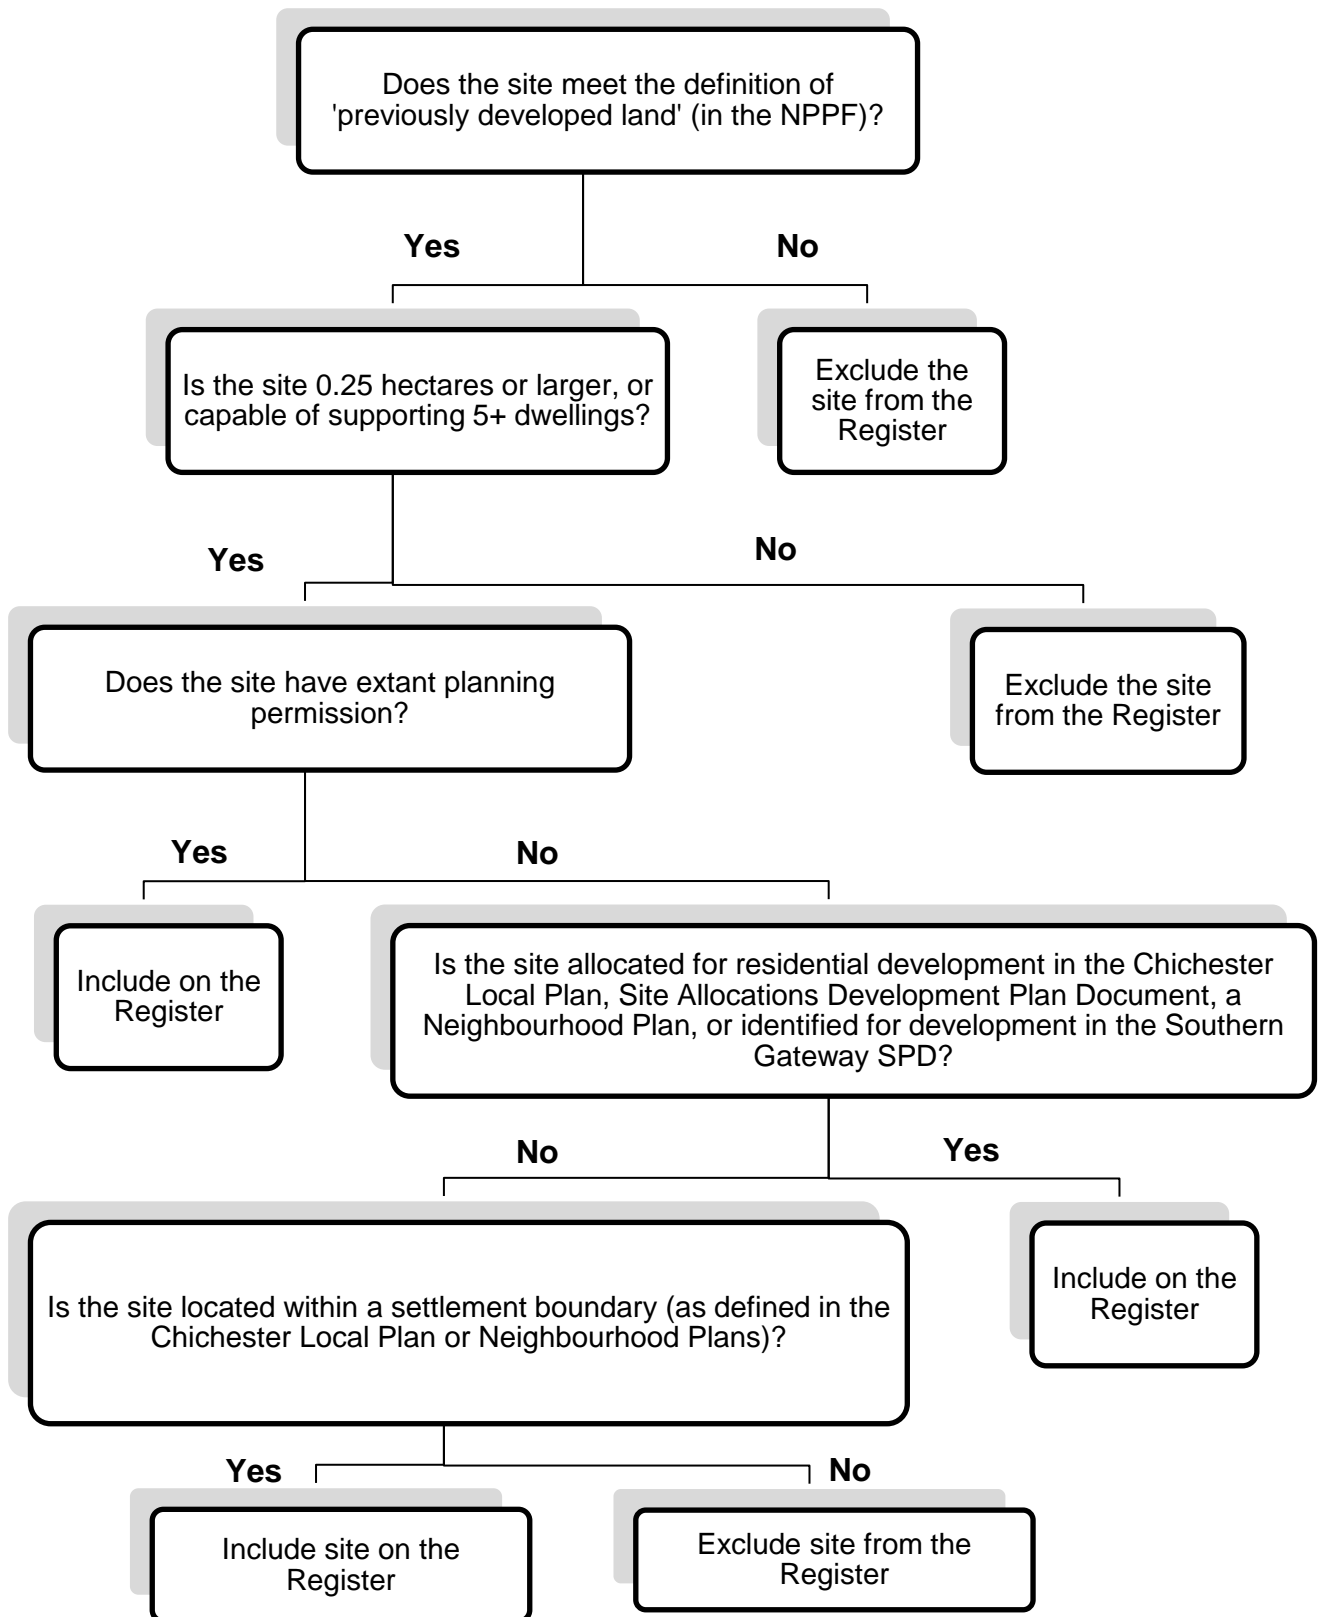 Does the site meet the definition of
'previously developed land' (in the NPPF)?
Yes
No
Is the site 0.25 hectares or larger, or
capable of supporting 5+ dwellings?
Exclude the
site from the
Register
Yes
No
Does the site have extant planning
permission?
Exclude the site
from the Register
Yes
No
Include on the
Register
Is the site allocated for residential development in the Chichester
Local Plan, Site Allocations Development Plan Document, a
Neighbourhood Plan, or identified for development in the Southern
Gateway SPD?
No
Yes
Is the site located within a settlement boundary (as defined in the
Chichester Local Plan or Neighbourhood Plans)?
Include on the
Register
Yes
No
Include site on the
Register
Exclude site from the
Register